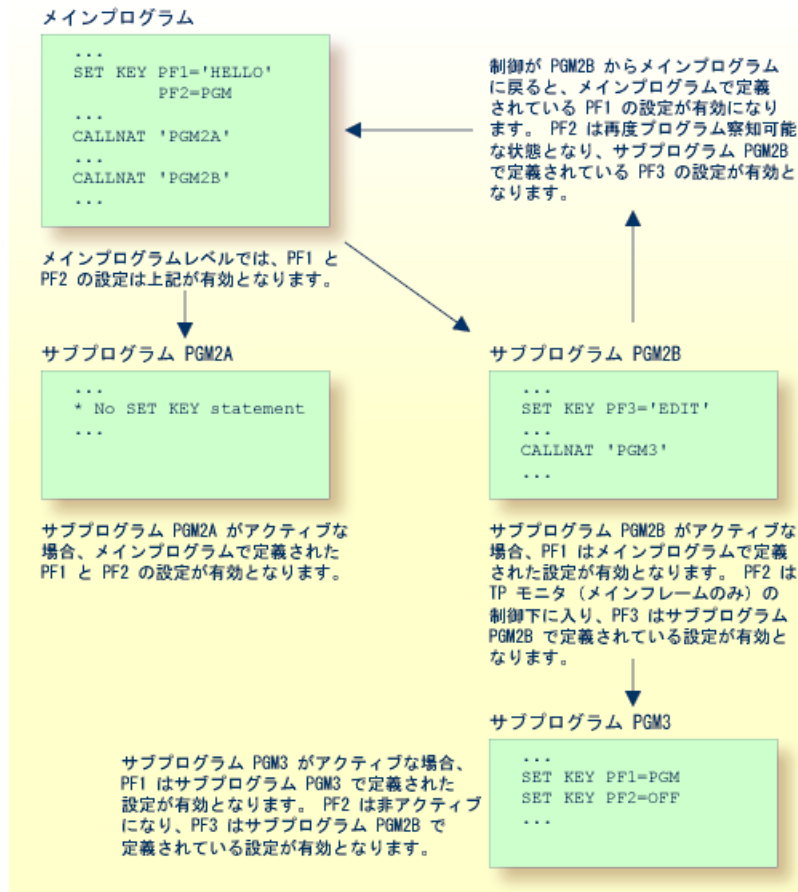 メインプログラム
...
SET KEY PF1='HELLO'
PF2=PGM
...
CALLNAT 'PGM2A'
...
CALLNAT 'PGM2B'
...
制御が PGM2B からメインプログラム
に戻ると、メインプログラムで定義
されている PF1 の設定が有効になり
ます。 PF2 は再度プログラム察知可能
な状態となり、サブプログラム PGM2B
で定義されている PF3 の設定が有効と
なります。
メインプログラムレベルでは、PF1 と
PF2 の設定は上記が有効となります。
サブプログラム PGM2A
...
* No SET KEY statement
...
サブプログラム PGM2A がアクティブな
場合、メインプログラムで定義された
PF1 と PF2 の設定が有効となります。
サブプログラム PGM2B
...
SET KEY PF3='EDIT'
...
CALLNAT 'PGM3'
...
サブプログラム PGM2B がアクティブな
場合、PF1 はメインプログラムで定義
された設定が有効となります。 PF2 は
TP モニタ（メインフレームのみ）の
制御下に入り、PF3 はサブプログラム
PGM2B で定義されている設定が有効と
なります。
サブプログラム PGM3
...
SET KEY PF1=PGM
SET KEY PF2=OFF
...
サブプログラム PGM3 がアクティブな場合、
PF1 はサブプログラム PGM3 で定義された
設定が有効となります。 PF2 は非アクティブ
になり、PF3 はサブプログラム PGM2B で
定義されている設定が有効となります。